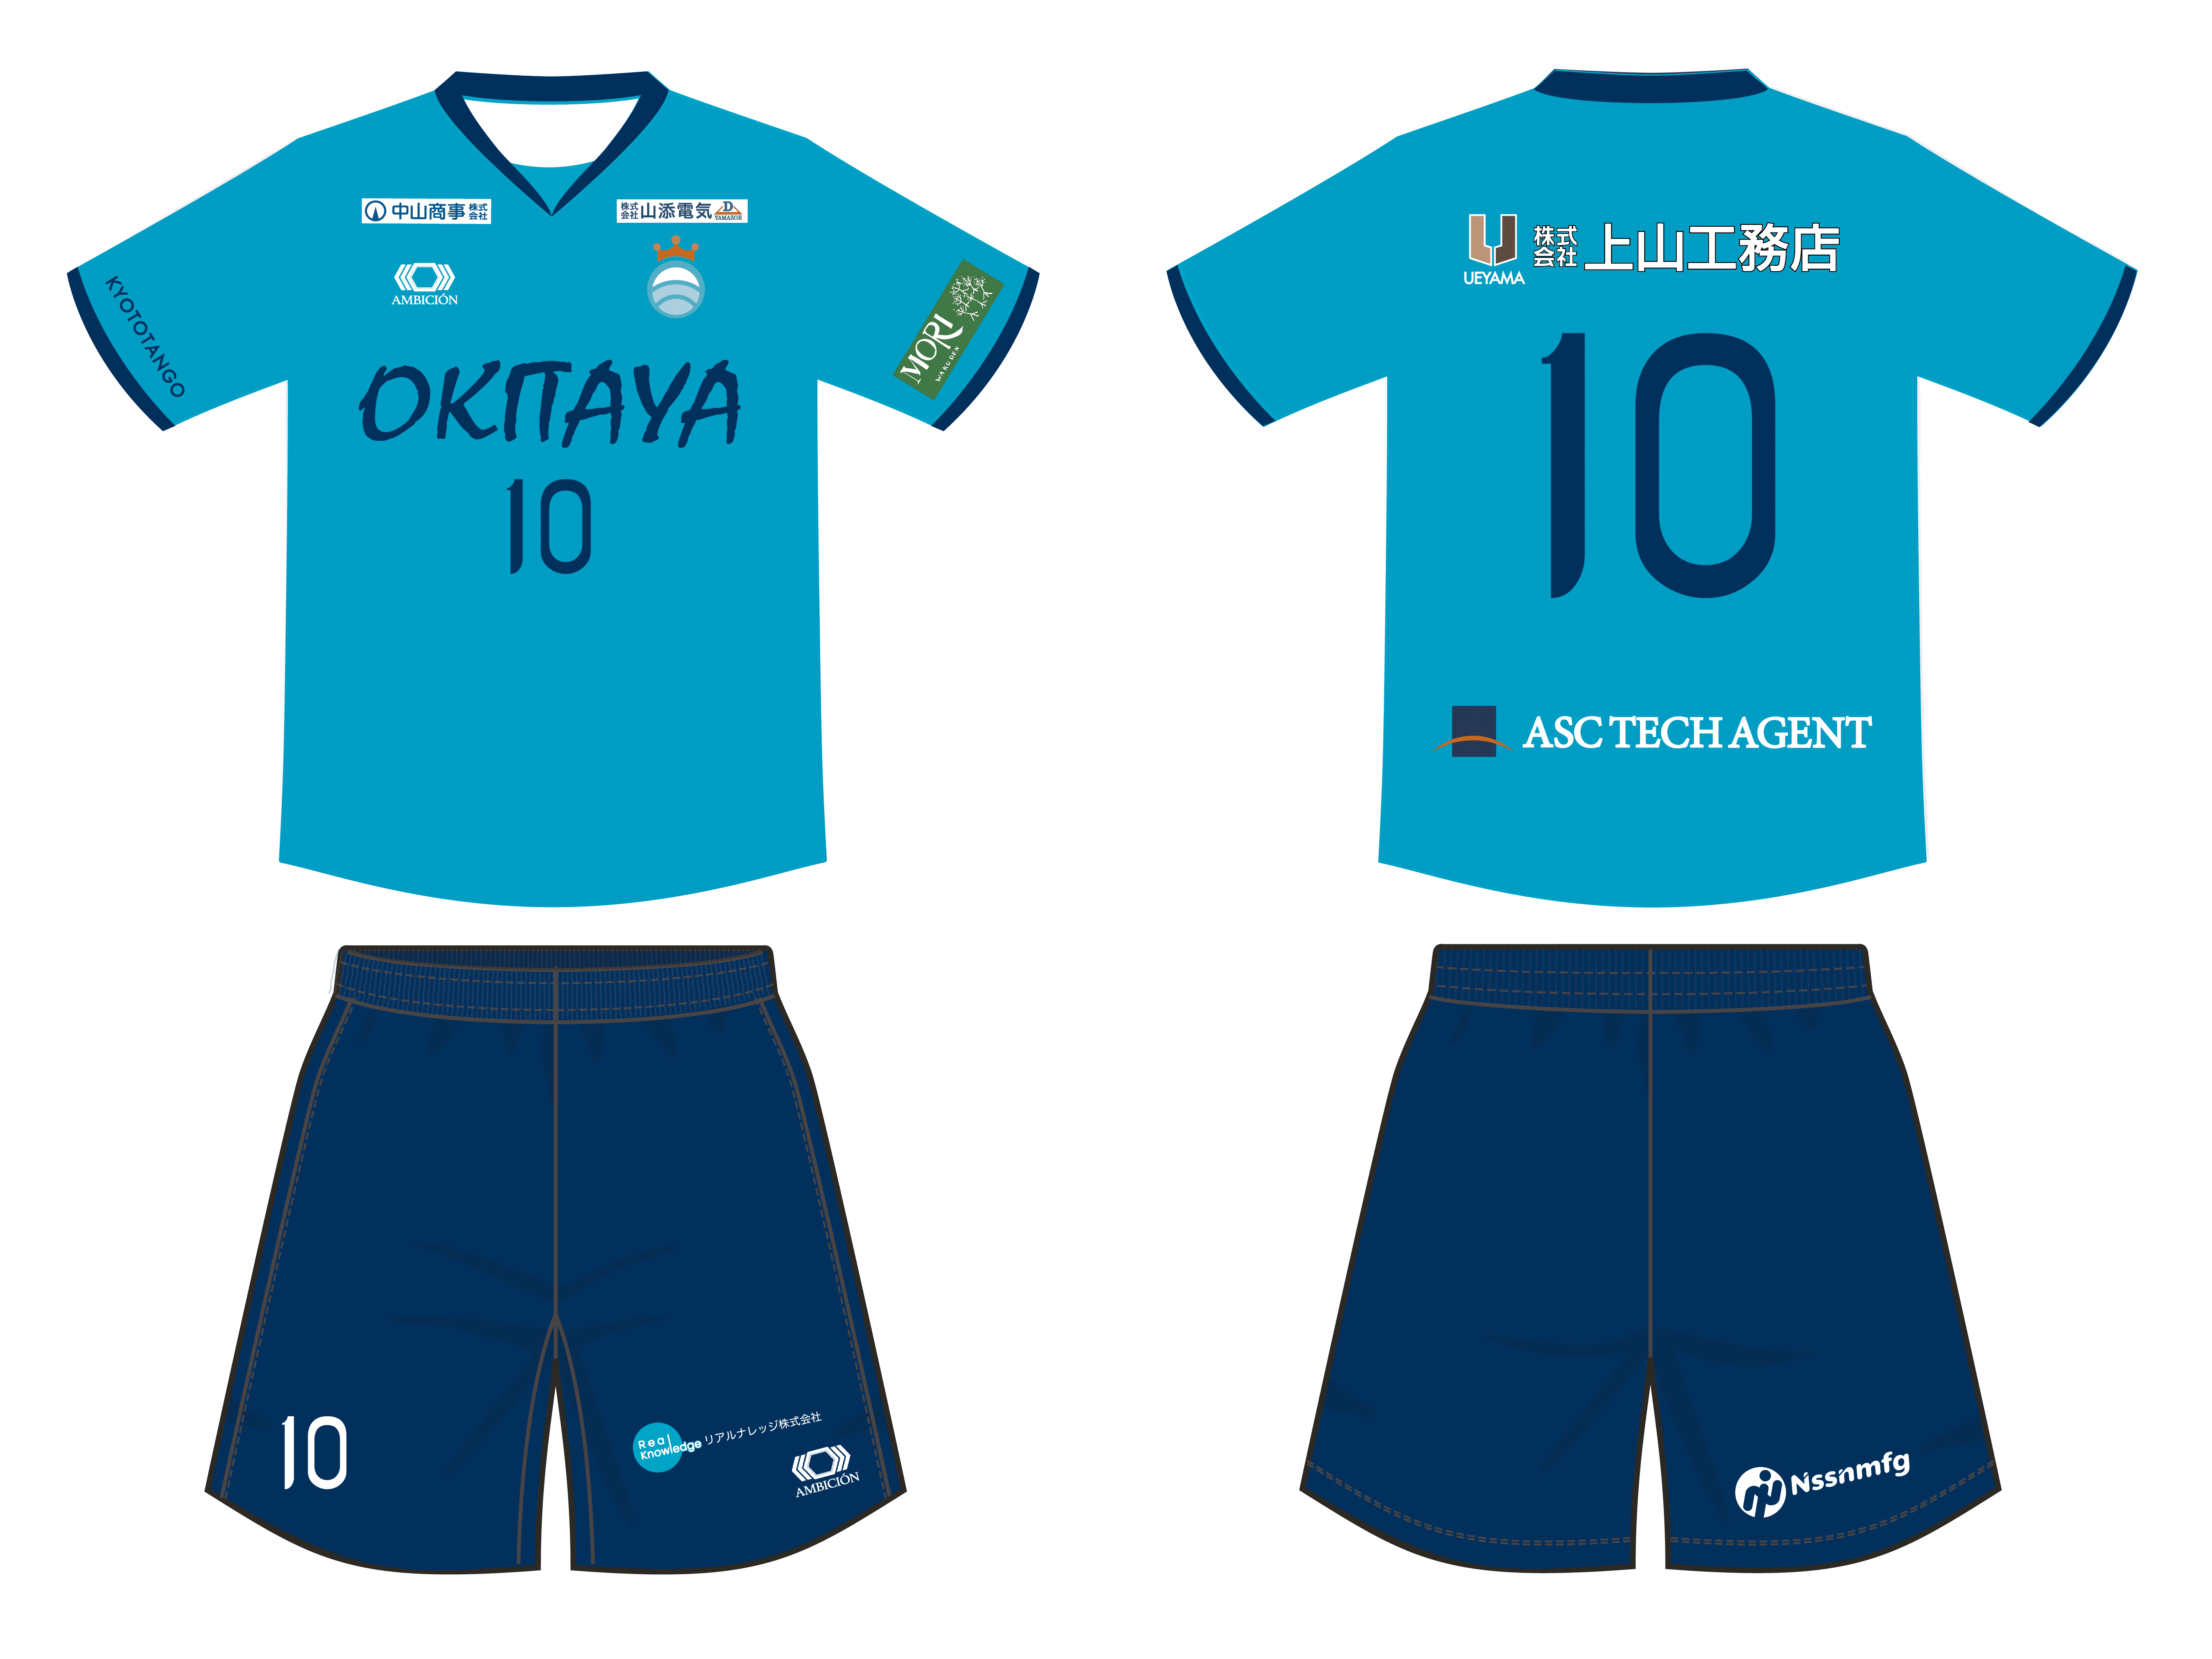 中山商事 株式会社
株式会社 山添電気
D
YAMAZOE
AMBICIÓN
KYOTOTANGO
MORI
WAKUDEN
OKITAYA
10
UEYAMA
株式会社 上山工務店
10
ASC TECH AGENT
10
Real
Knowledge リアルナレッジ株式会社
AMBICIÓN
Nssnmfg